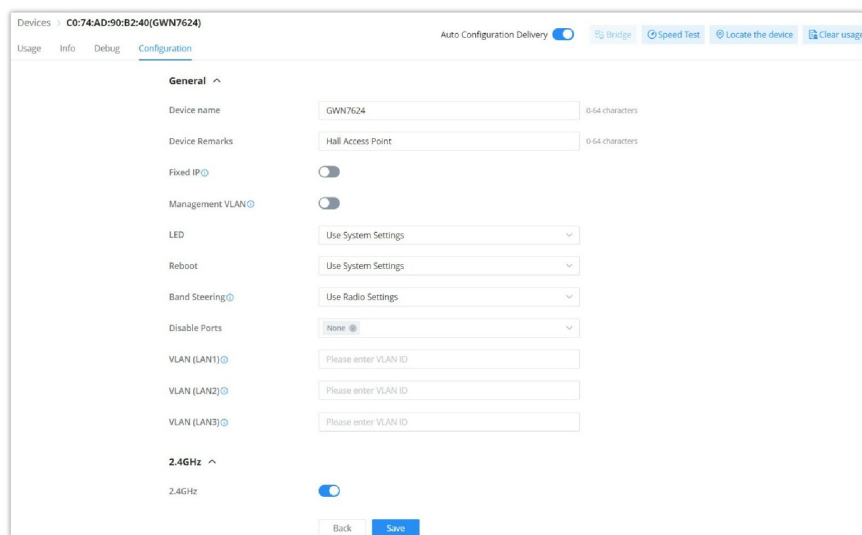 Devices > C0:74:AD:90:B2:40(GWN7624)
Auto Configuration Delivery Bridge Speed Test Locate the device Clear usage
Usage Info Debug Configuration
General
Device name GWN7624 0-64 characters
Device Remarks Hall Access Point 0-64 characters
Fixed IP
Management VLAN
LED Use System Settings
Reboot Use System Settings
Band Steering Use Radio Settings
Disable Ports None
VLAN (LAN1) Please enter VLAN ID
VLAN (LAN2) Please enter VLAN ID
VLAN (LAN3) Please enter VLAN ID
2.4GHz
2.4GHz
Back Save